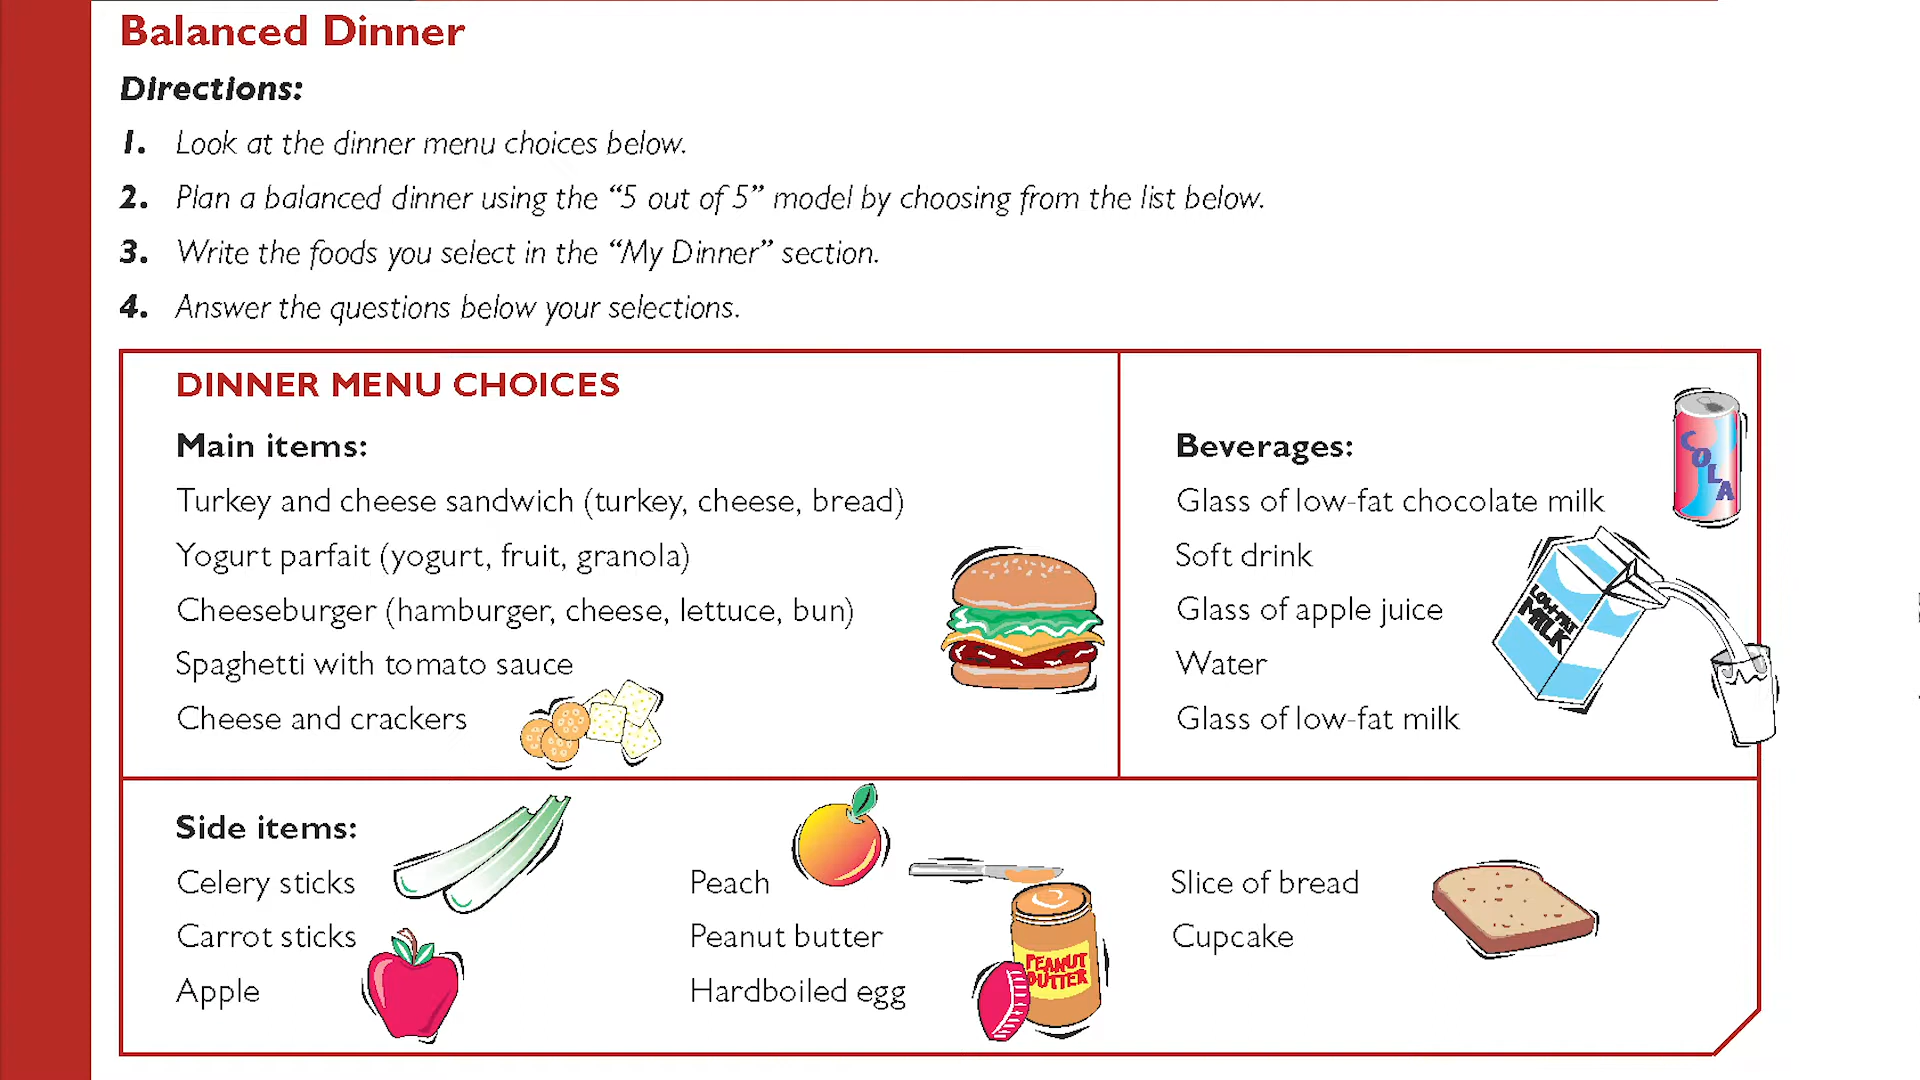 Balanced Dinner
Directions:
1. Look at the dinner menu choices below.
2. Plan a balanced dinner using the “5 out of 5” model by choosing from the list below.
3. Write the foods you select in the “My Dinner” section.
4. Answer the questions below your selections.
DINNER MENU CHOICES
Main items:
Turkey and cheese sandwich (turkey, cheese, bread)
Yogurt parfait (yogurt, fruit, granola)
Cheeseburger (hamburger, cheese, lettuce, bun)
Spaghetti with tomato sauce
Cheese and crackers
Beverages:
Glass of low-fat chocolate milk
Soft drink
Glass of apple juice
Water
Glass of low-fat milk
COLA
LOW-FAT
MILK
Side items:
Celery sticks
Carrot sticks
Apple
Peach
Peanut butter
Hardboiled egg
PEANUT
BUTTER
Slice of bread
Cupcake